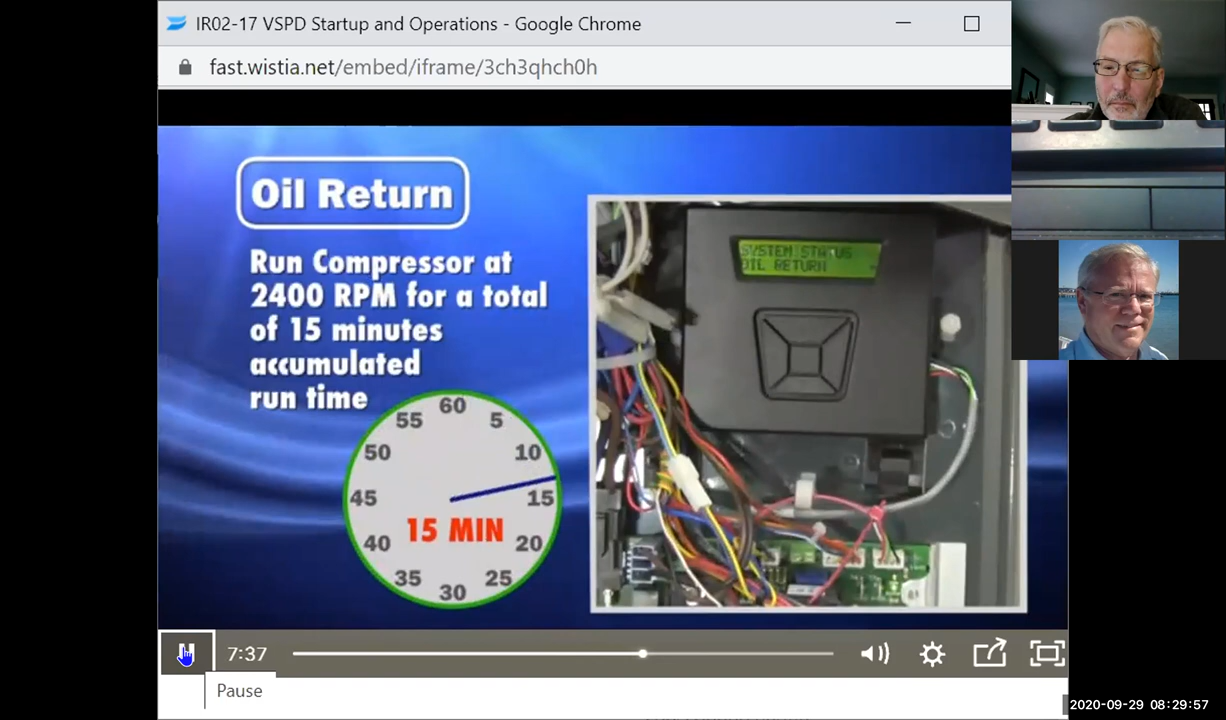 IR02-17 VSPD Startup and Operations - Google Chrome
fast.wistia.net/embed/iframe/3ch3qhch0h
Oil Return
Run Compressor at
2400 RPM for a total
of 15 minutes
accumulated
run time
60
55
5
50
10
45
15
15 MIN
40
20
35
25
30
SYSTEM STATUS
OIL RETURN
7:37
Pause
2020-09-29 08:29:57